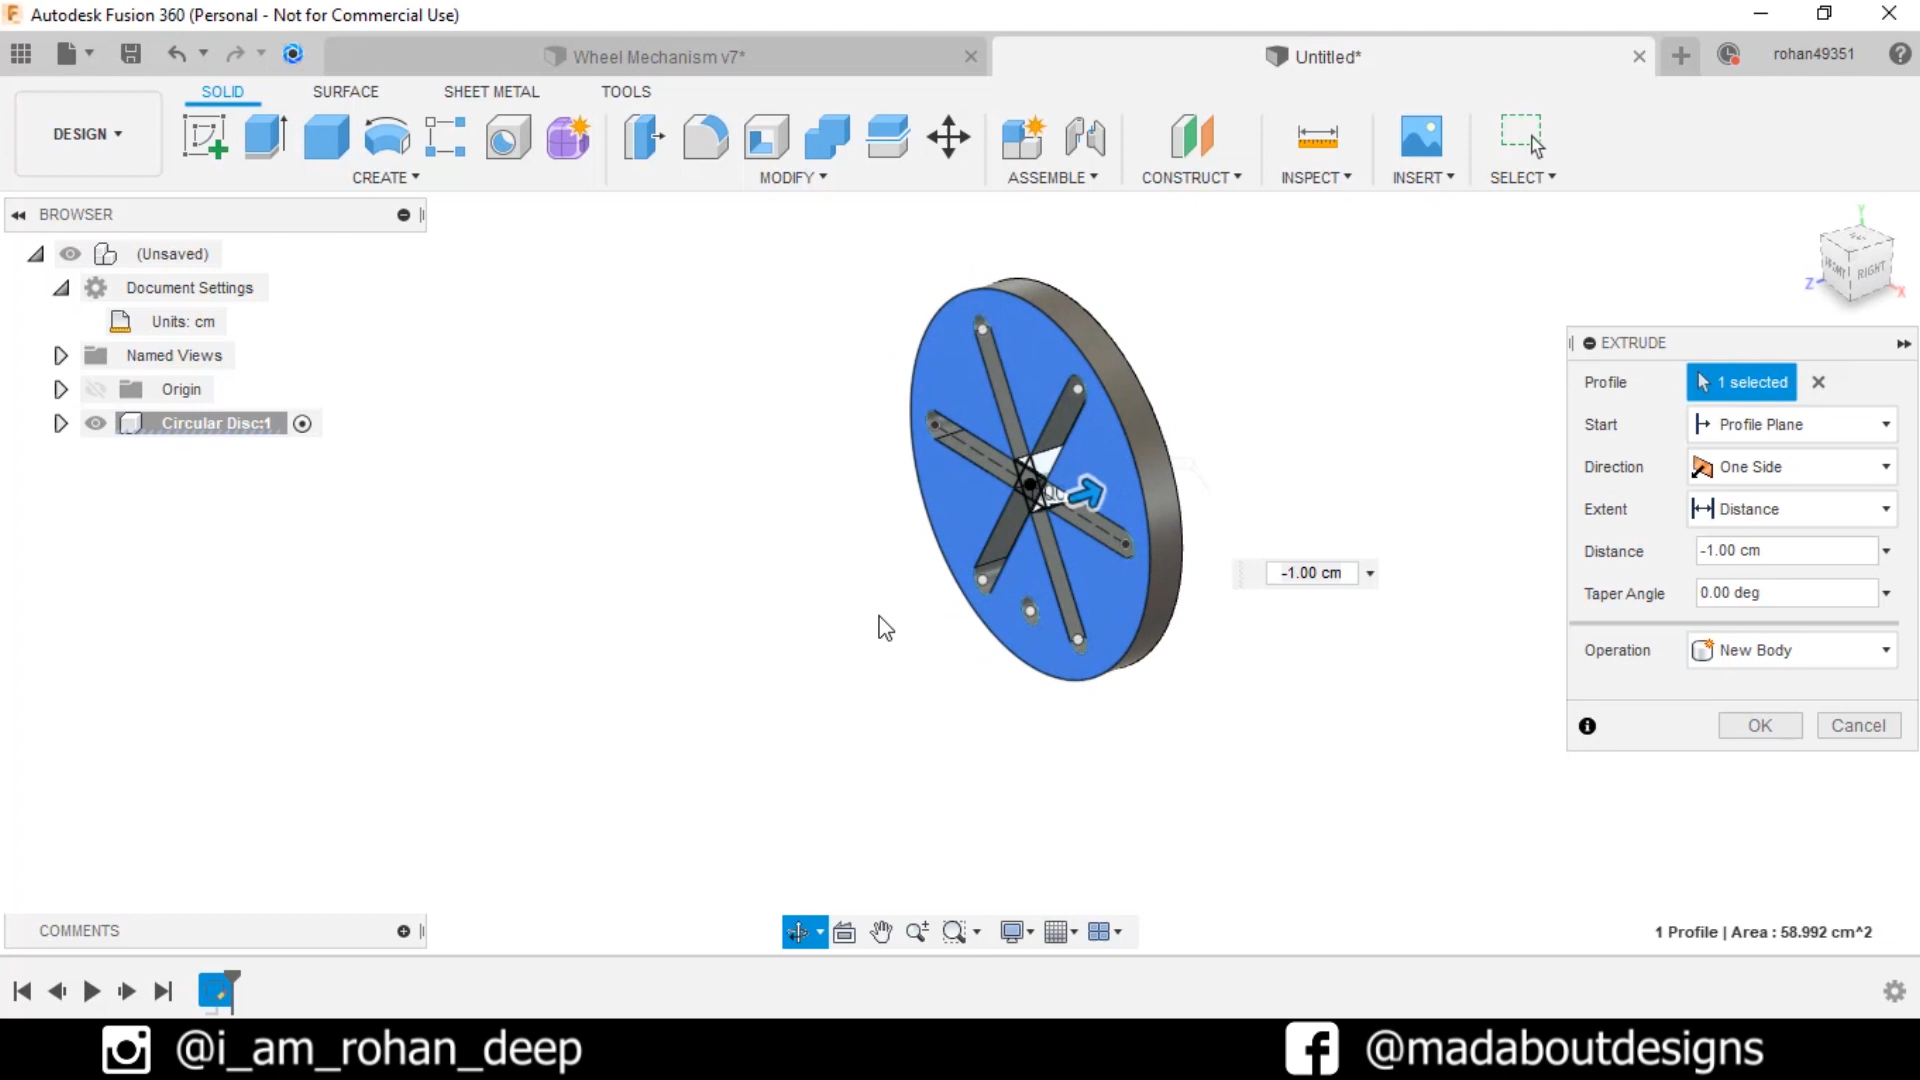 Autodesk Fusion 360 (Personal - Not for Commercial Use)
Wheel Mechanism v7*
Untitled*
rohan49351
DESIGN
SOLID
SURFACE
SHEET METAL
TOOLS
CREATE
MODIFY
ASSEMBLE
CONSTRUCT
INSPECT
INSERT
SELECT
BROWSER
(Unsaved)
Document Settings
Units: cm
Named Views
Origin
Circular Disc:1
Y
FRONT
RIGHT
Z
X
EXTRUDE
Profile
1 selected
Start
Profile Plane
Direction
One Side
Extent
Distance
Distance
-1.00 cm
Taper Angle
0.00 deg
Operation
New Body
OK
Cancel
-1.00 cm
COMMENTS
1 Profile | Area : 58.992 cm^2
@i_am_rohan_deep
@madaboutdesigns